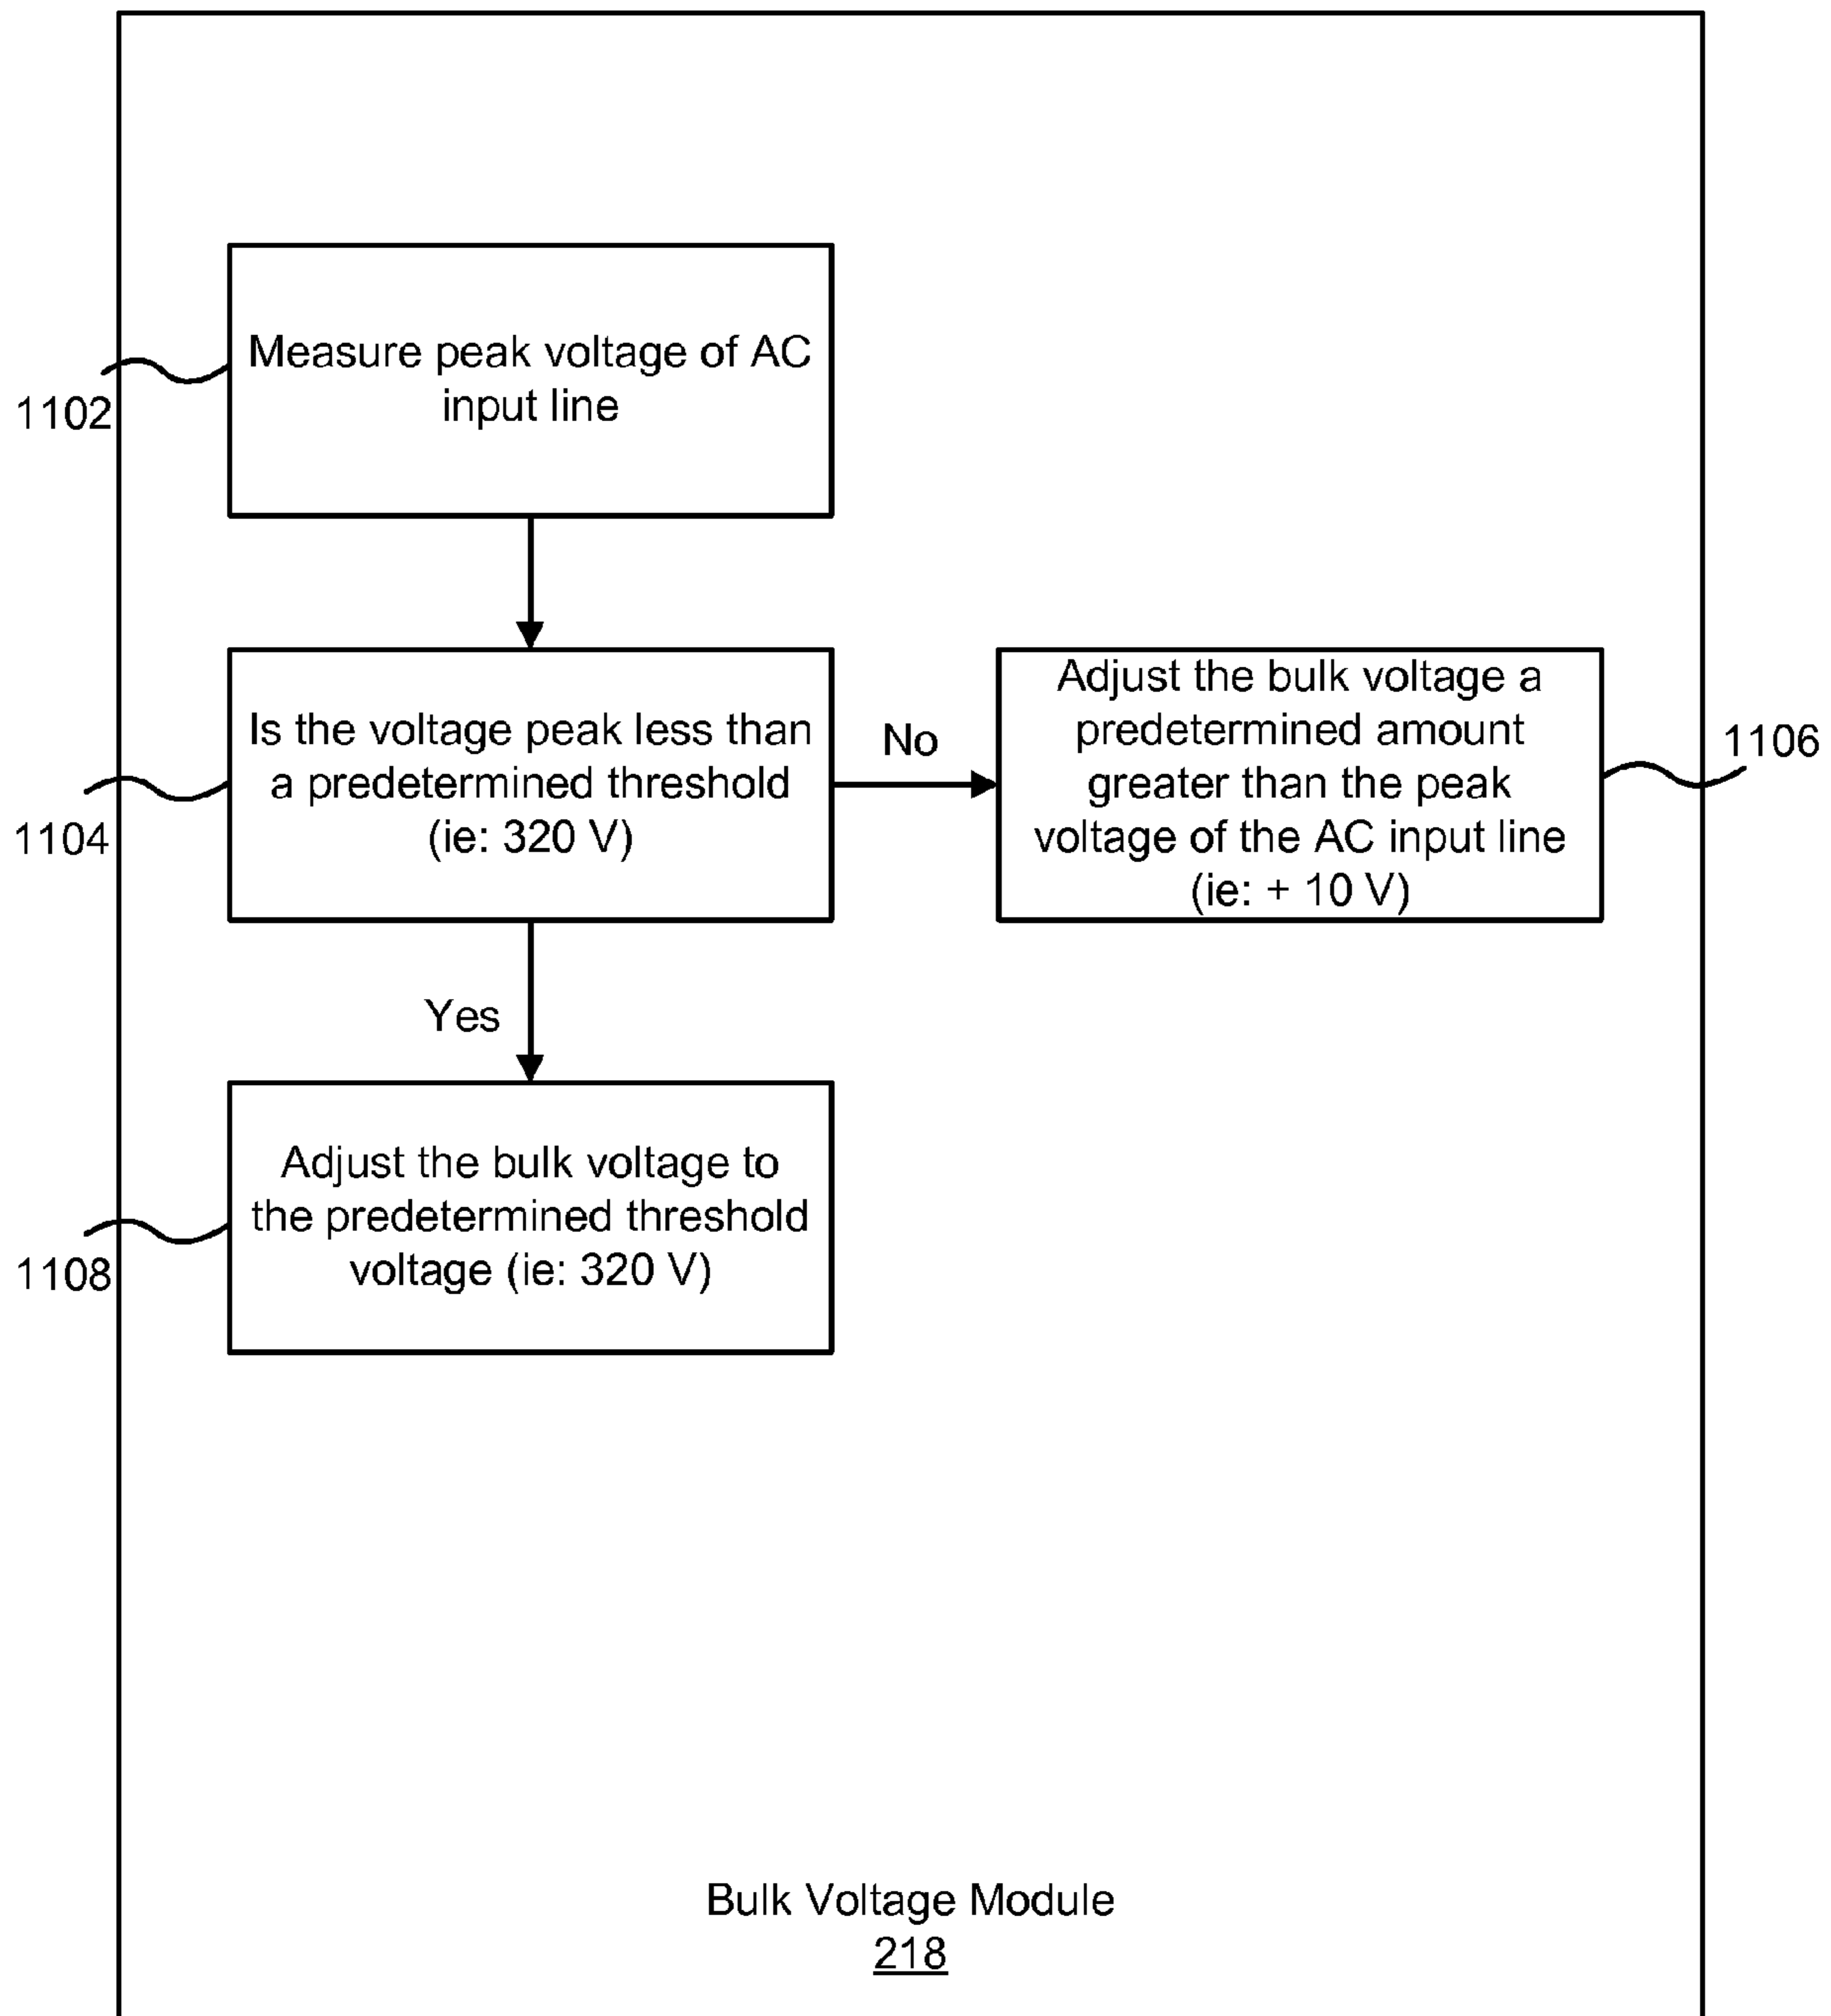 Measure peak voltage of AC
input line
1102
Is the voltage peak less than
a predetermined threshold
(ie: 320 V)
1104
No
Adjust the bulk voltage a
predetermined amount
greater than the peak
voltage of the AC input line
(ie: + 10 V)
1106
Yes
Adjust the bulk voltage to
the predetermined threshold
voltage (ie: 320 V)
1108
Bulk Voltage Module
218